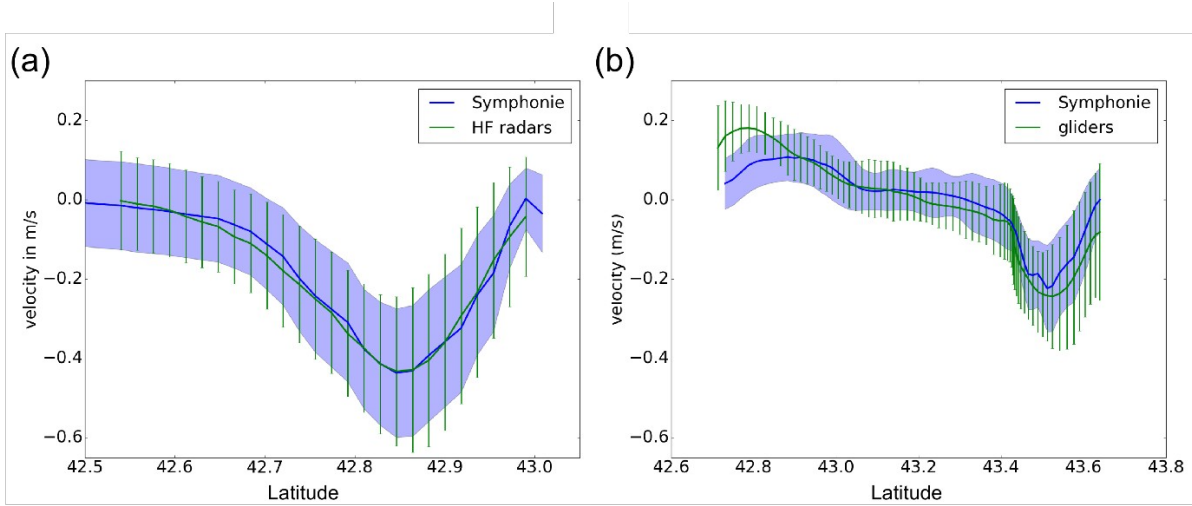 (a)
Symphonie
HF radars
0.2
0.0
−0.2
−0.4
−0.6
velocity in m/s
42.5 42.6 42.7 42.8 42.9 43.0
Latitude
(b)
Symphonie
gliders
0.2
0.0
−0.2
−0.4
−0.6
velocity (m/s)
42.6 42.8 43.0 43.2 43.4 43.6 43.8
Latitude